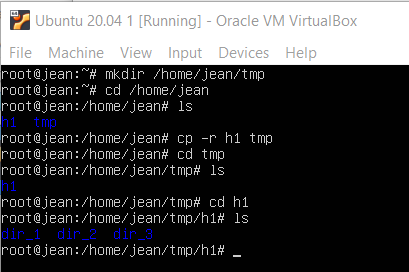 Ubuntu 20.04 1 [Running] - Oracle VM VirtualBox
File Machine View Input Devices Help
root@jean:~# mkdir /home/jean/tmp
root@jean:~# cd /home/jean
root@jean:/home/jean# ls
h1 tmp
root@jean:/home/jean# cp -r h1 tmp
root@jean:/home/jean# cd tmp
root@jean:/home/jean/tmp# ls
h1
root@jean:/home/jean/tmp# cd h1
root@jean:/home/jean/tmp/h1# ls
dir_1 dir_2 dir_3
root@jean:/home/jean/tmp/h1# _